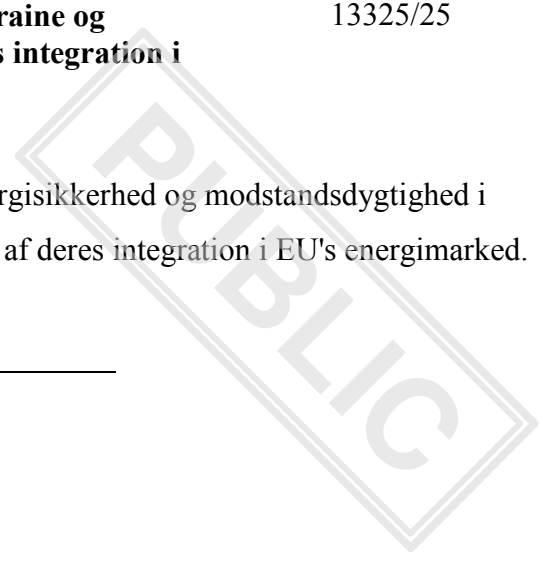 raine og 13325/25
s integration i
rgisikkerhed og modstandsdygtighed i
af deres integration i EU's energimarked.
PUBLIC